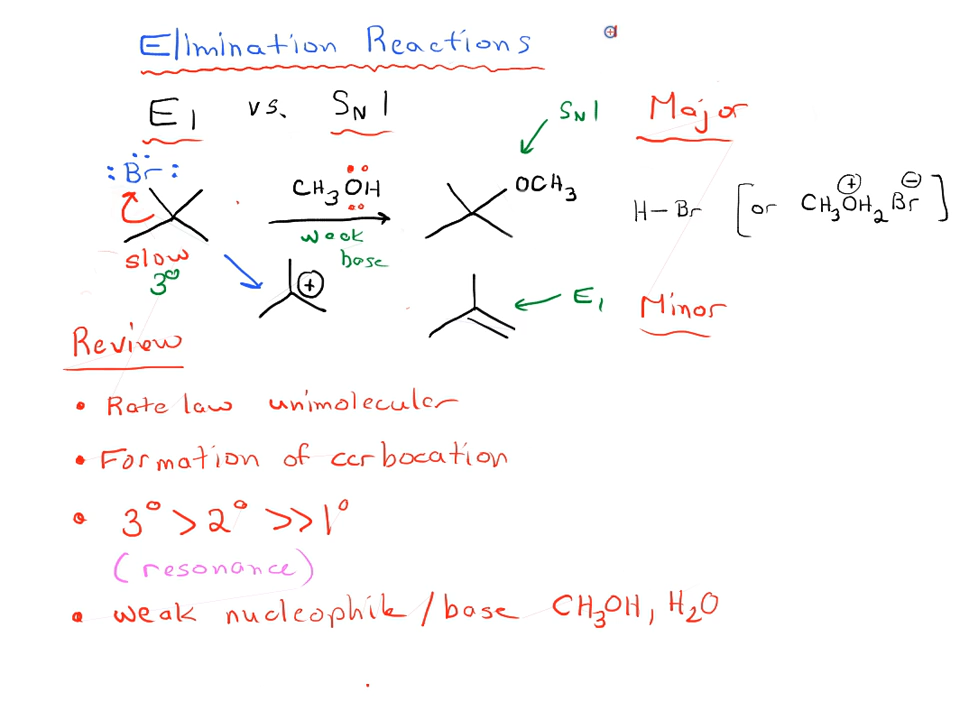 Elimination Reactions
E1 vs. SN1
SN1 Major
:Br:
CH3OH
OCH3
H-Br [or CH3OH2 Br]
⊕ ⊖
weak
base
slow
3°
+
E1 Minor
Review
• Rate law unimolecular
• Formation of carbocation
• 3° > 2° >> 1°
(resonance)
• weak nucleophile/base CH3OH, H2O